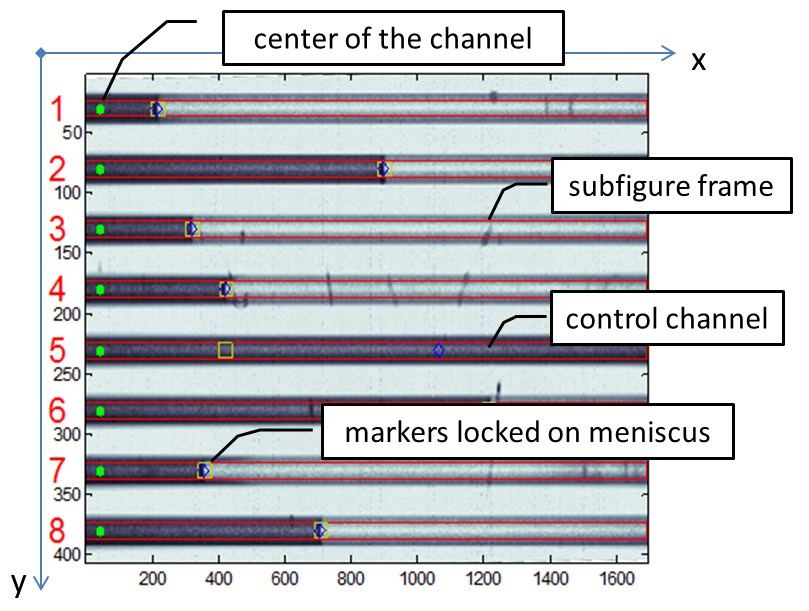 center of the channel
x
1
50
2
100
subfigure frame
3
150
4
200
control channel
5
250
6
300
markers locked on meniscus
7
350
8
400
y
200 400 600 800 1000 1200 1400 1600